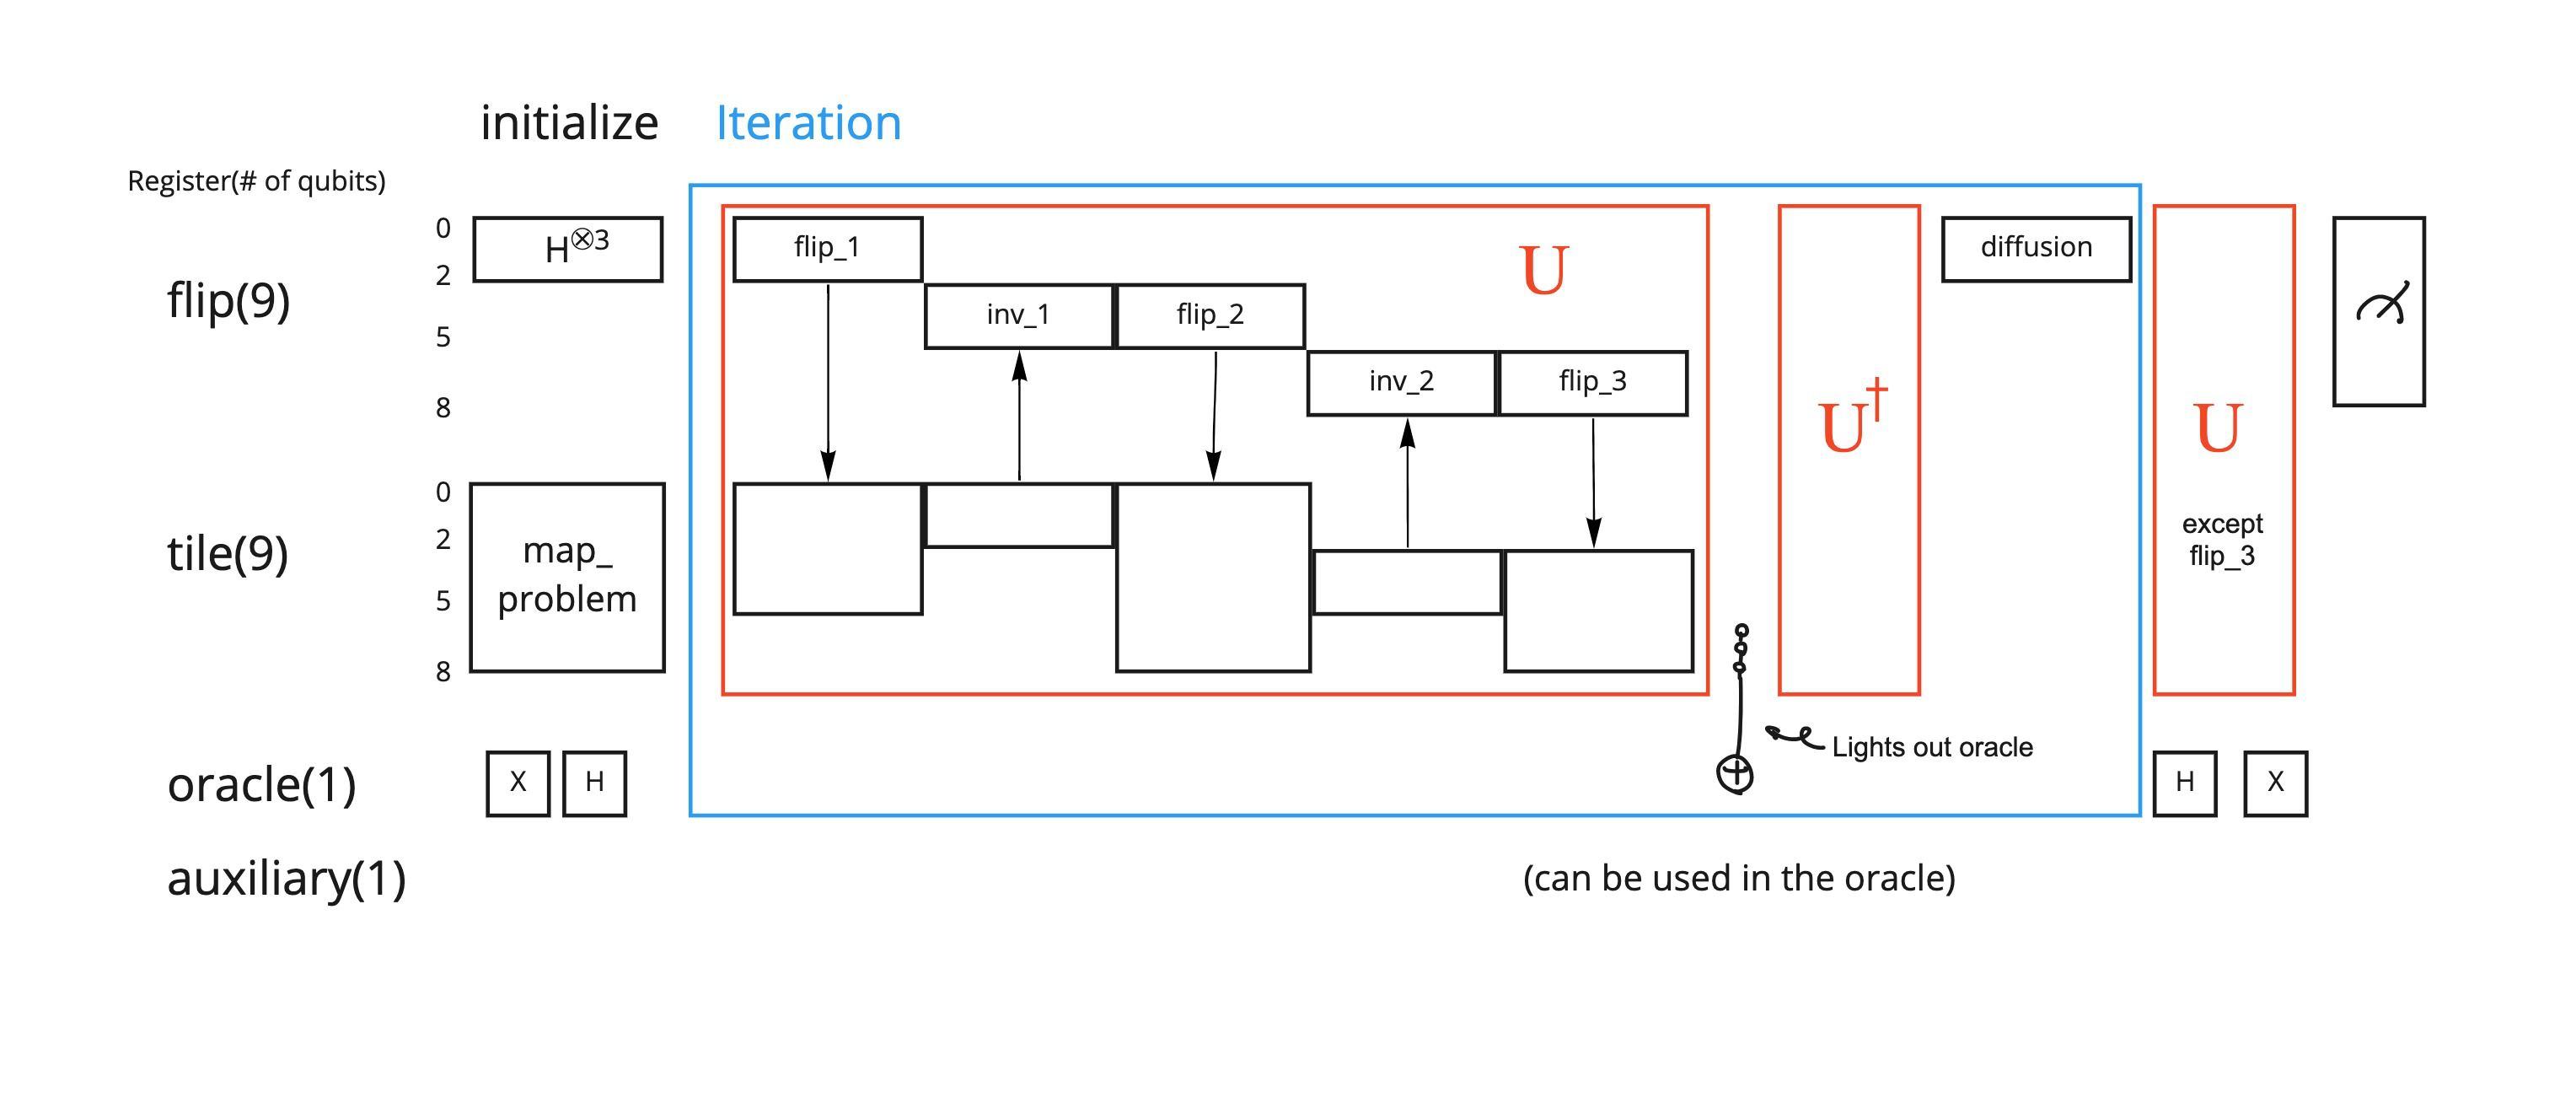 initialize
Iteration
Register(# of qubits)
0
2
5
8
flip(9)
H⊗3
flip_1
inv_1
flip_2
inv_2
flip_3
U
U†
diffusion
U
except
flip_3
0
2
5
8
tile(9)
map_
problem
Lights out oracle
oracle(1)
X
H
H
X
auxiliary(1)
(can be used in the oracle)